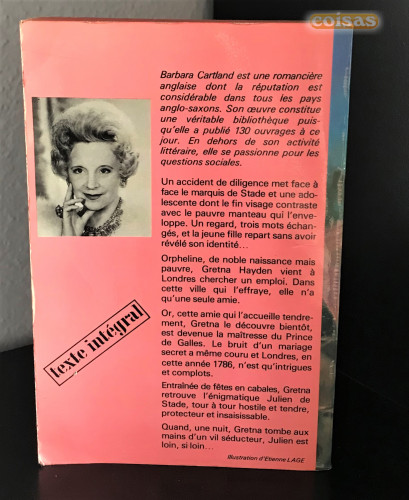 coisas
Barbara Cartland est une romancière
anglaise dont la réputation est
considérable dans tous les pays
anglo-saxons. Son œuvre constitue
une véritable bibliothèque puis-
qu'elle a publié 130 ouvrages à ce
jour. En dehors de son activité
littéraire, elle se passionne pour les
questions sociales.
Un accident de diligence met face à
face le marquis de Stade et une ado-
lescente dont le fin visage contraste
avec le pauvre manteau qui l'enve-
loppe. Un regard, trois mots échan-
gés, et la jeune fille repart sans avoir
révélé son identité...
Orpheline, de noble naissance mais
pauvre, Gretna Hayden vient à
Londres chercher un emploi. Dans
cette ville qui l'effraye, elle n'a
qu'une seule amie.
Or, cette amie qui l'accueille tendre-
ment, Gretna le découvre bientôt,
est devenue la maîtresse du Prince
de Galles. Le bruit d'un mariage
secret a même couru et Londres, en
cette année 1786, n'est qu'intrigues
et complots.
Entraînée de fêtes en cabales, Gretna
retrouve l'énigmatique Julien de
Stade, tour à tour hostile et tendre,
protecteur et insaisissable.
Quand, une nuit, Gretna tombe aux
mains d'un vil séducteur, Julien est
loin, si loin...
Illustration d'Etienne LAGE
texte intégral